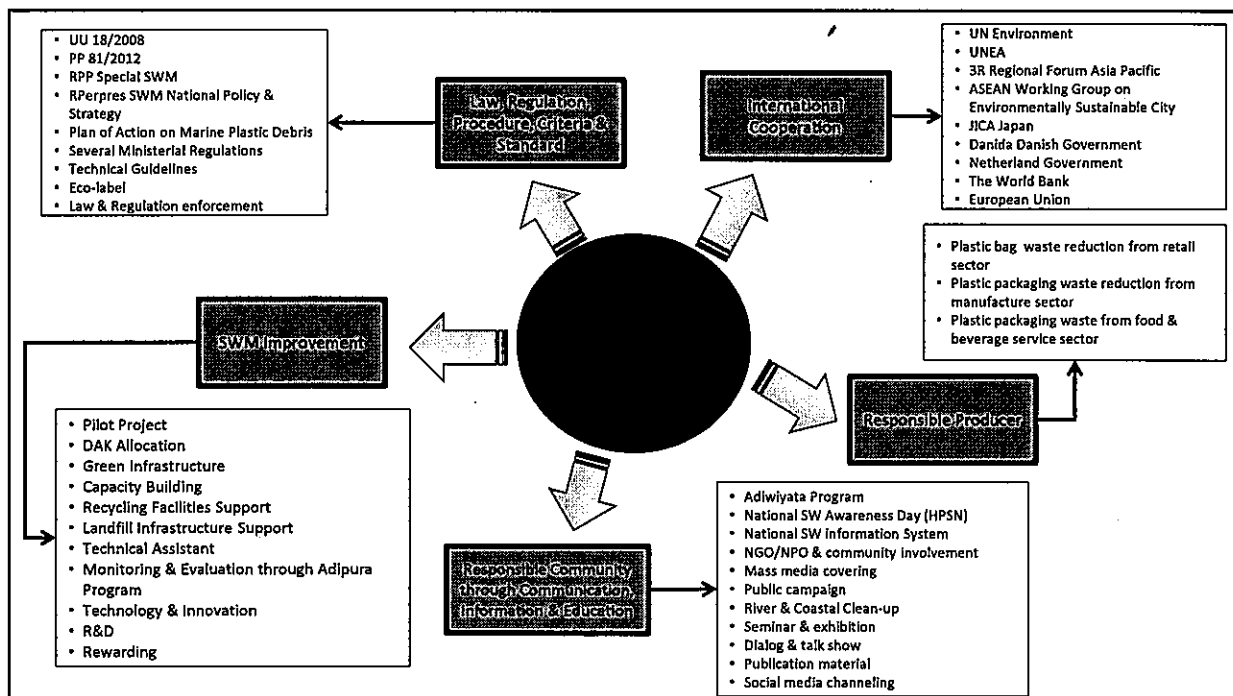 • UU 18/2008
• PP 81/2012
• RPP Special SWM
• RPerpres SWM National Policy &
Strategy
• Plan of Action on Marine Plastic Debris
• Several Ministerial Regulations
• Technical Guidelines
• Eco-label
• Law & Regulation enforcement
Law, Regulation,
Procedure, Criteria &
Standard
International
Cooperation
• UN Environment
• UNEA
• 3R Regional Forum Asia Pacific
• ASEAN Working Group on
Environmentally Sustainable City
• JICA Japan
• Danida Danish Government
• Netherland Government
• The World Bank
• European Union
• Plastic bag waste reduction from retail
sector
• Plastic packaging waste reduction from
manufacture sector
• Plastic packaging waste from food &
beverage service sector
SWM Improvement
Responsible Producer
• Pilot Project
• DAK Allocation
• Green Infrastructure
• Capacity Building
• Recycling Facilities Support
• Landfill Infrastructure Support
• Technical Assistant
• Monitoring & Evaluation through Adipura
Program
• Technology & Innovation
• R&D
• Rewarding
Responsible Community
through Communication,
Information & Education
• Adiwiyata Program
• National SW Awareness Day (HPSN)
• National SW information System
• NGO/NPO & community involvement
• Mass media covering
• Public campaign
• River & Coastal Clean-up
• Seminar & exhibition
• Dialog & talk show
• Publication material
• Social media channeling